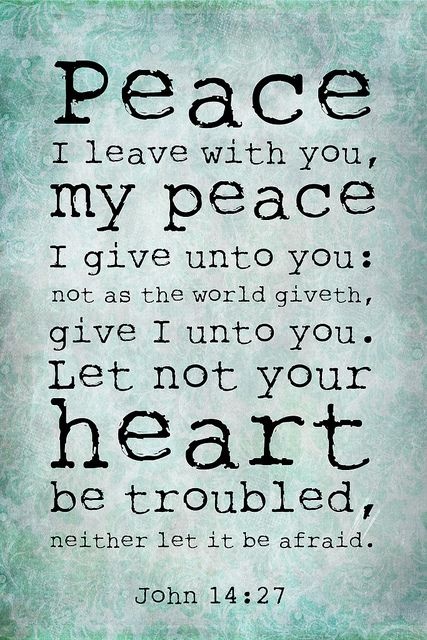 Peace
I leave with you,
my peace
I give unto you:
not as the world giveth,
give I unto you.
Let not your
heart
be troubled,
neither let it be afraid.
John 14:27